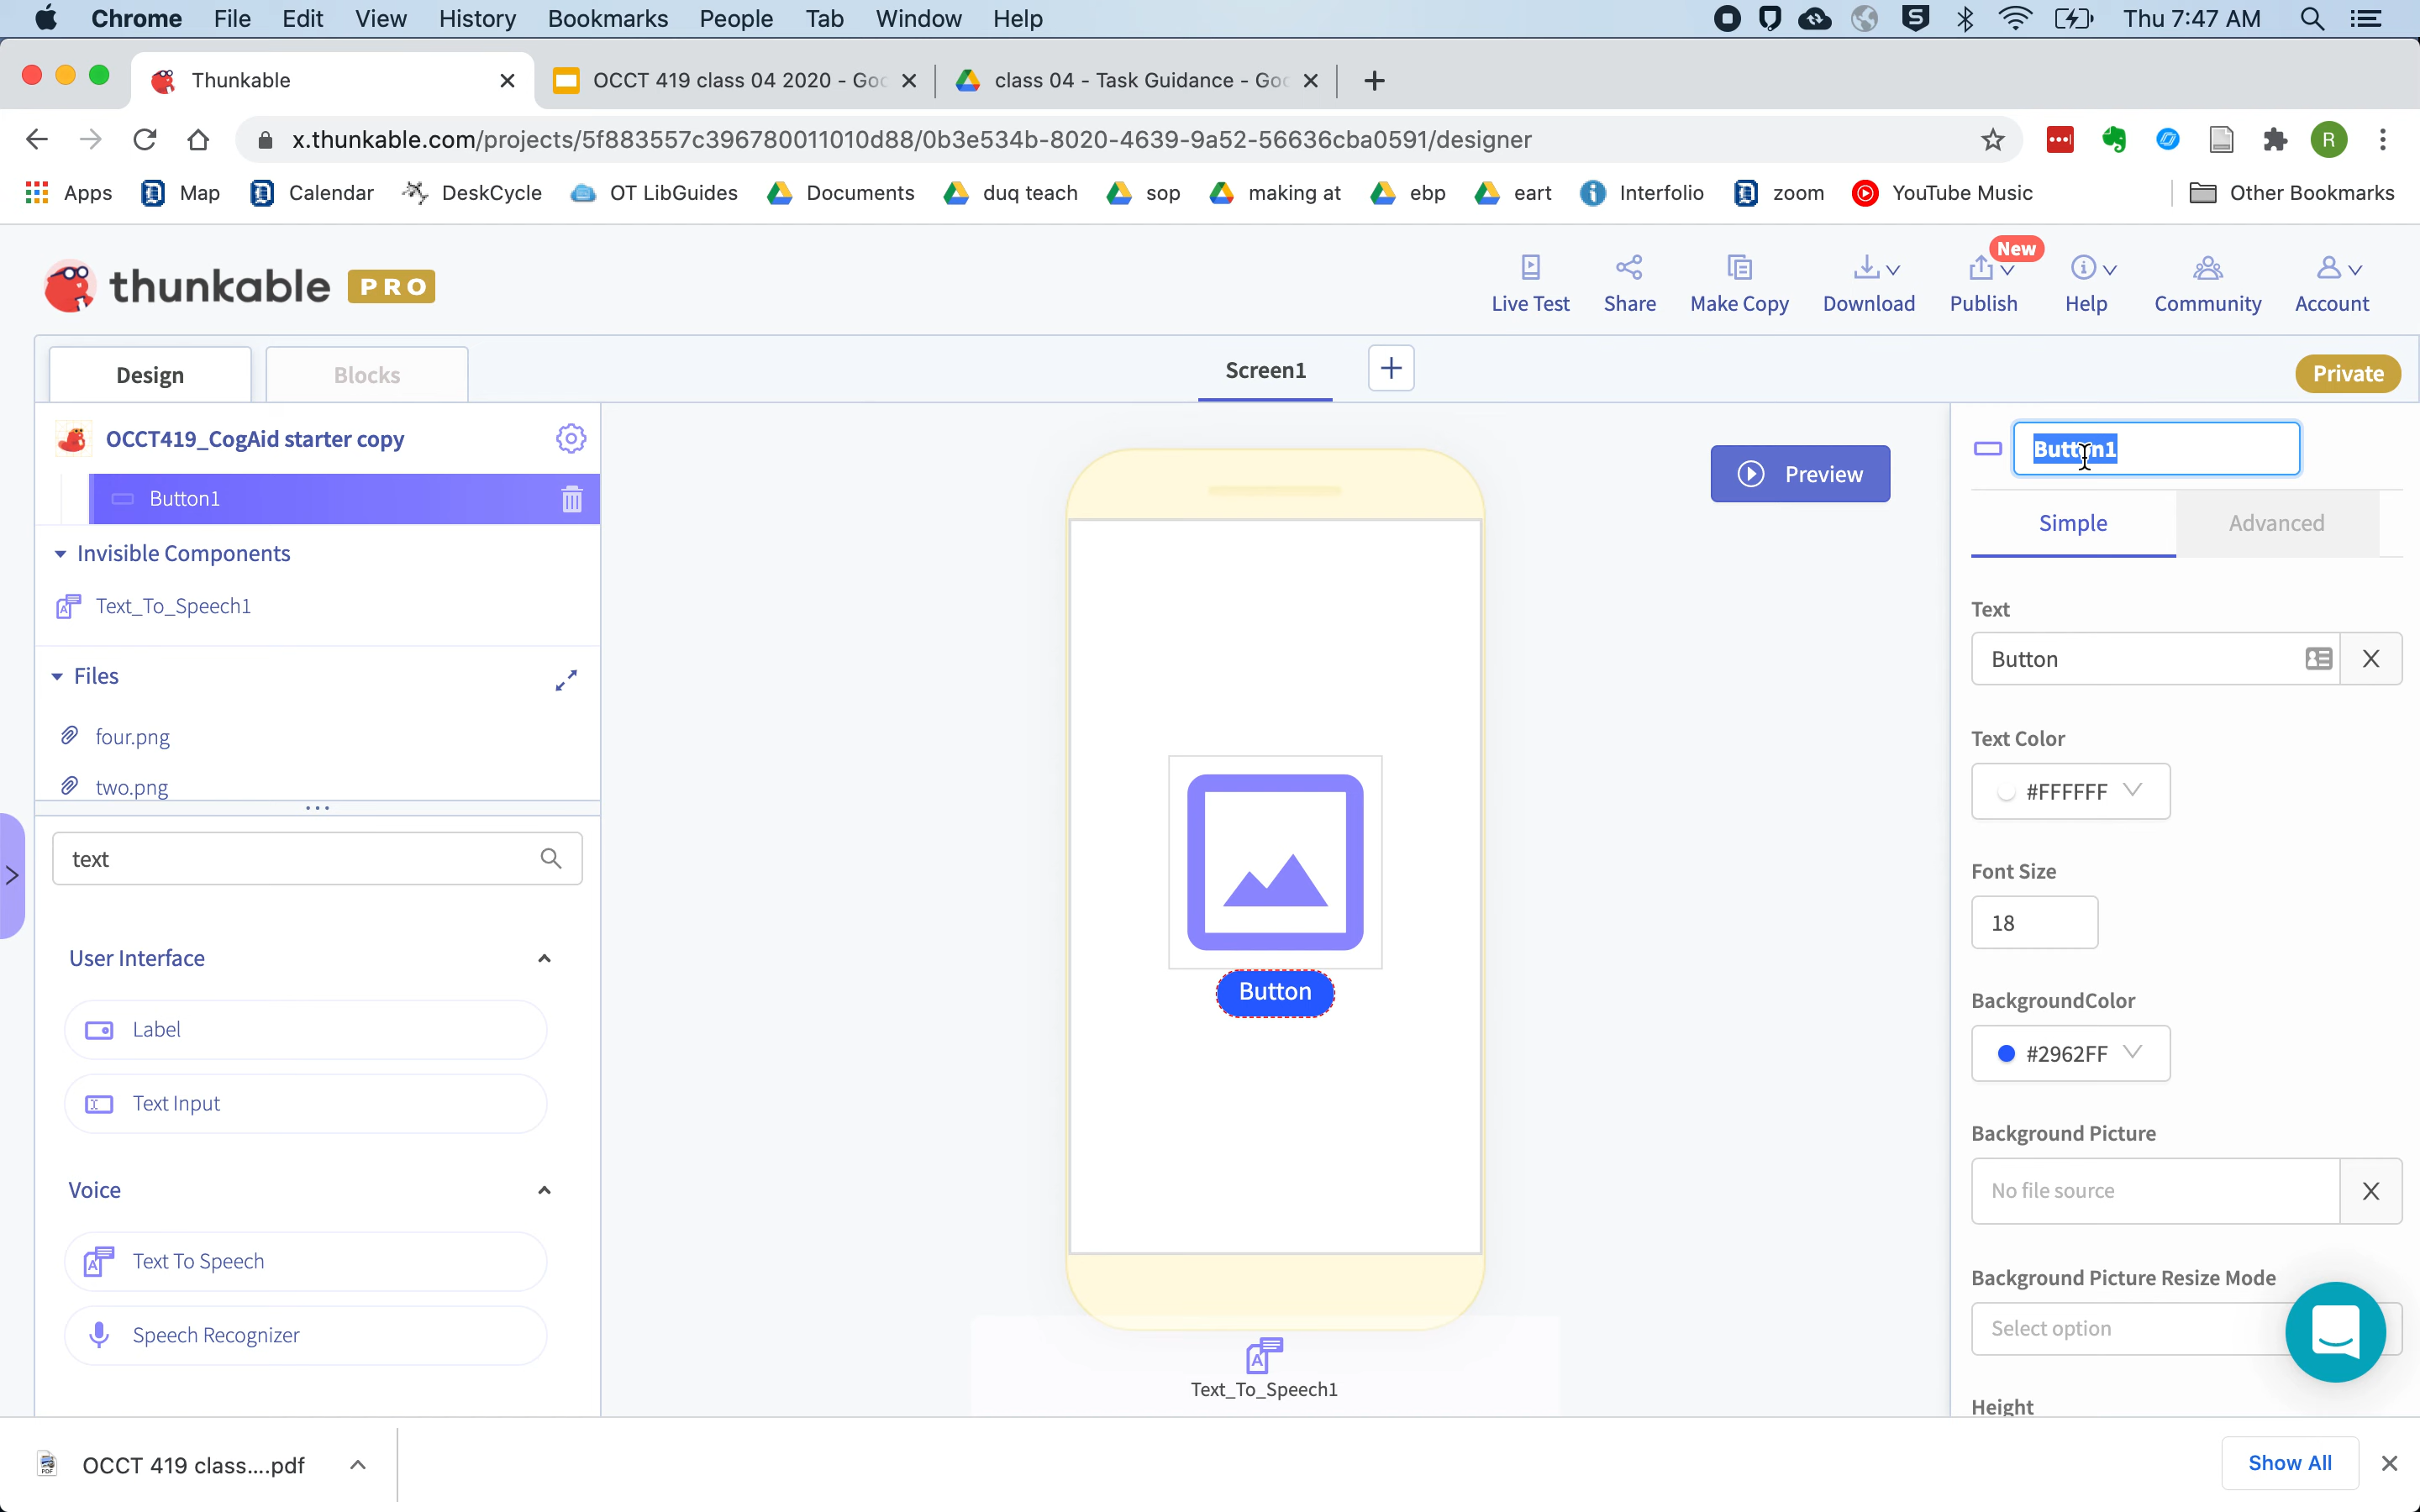 Chrome File Edit View History Bookmarks People Tab Window Help Thu 7:47 AM
Thunkable OCCT 419 class 04 2020 - Goo class 04 - Task Guidance - Goo
x.thunkable.com/projects/5f883557c396780011010d88/0b3e534b-8020-4639-9a52-56636cba0591/designer
R
Apps Map Calendar DeskCycle OT LibGuides Documents duq teach sop making at ebp eart Interfolio zoom YouTube Music Other Bookmarks
thunkable PRO
New
Live Test Share Make Copy Download Publish Help Community Account
Design Blocks Screen1 Private
OCCT419_CogAid starter copy
Button1
Invisible Components
Text_To_Speech1
Files
four.png
two.png
text
User Interface
Label
Text Input
Voice
Text To Speech
Speech Recognizer
Preview
Button
Text_To_Speech1
Button1
Simple Advanced
Text
Button X
Text Color
#FFFFFF
Font Size
18
BackgroundColor
#2962FF
Background Picture
No file source X
Background Picture Resize Mode
Select option
Height
OCCT 419 class....pdf Show All